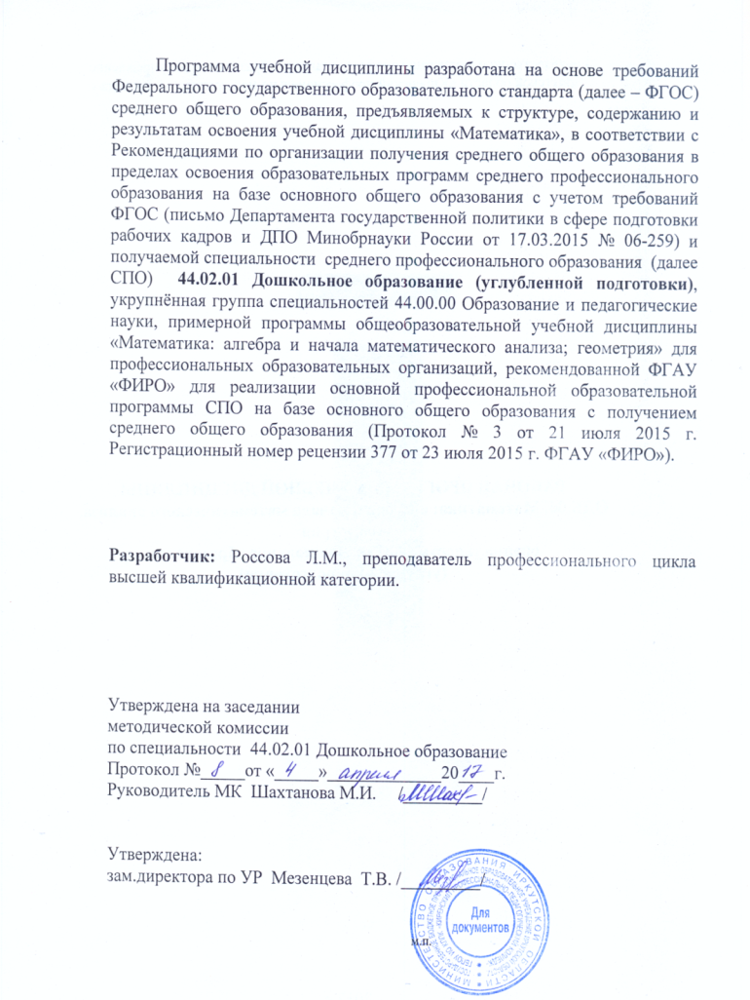 Программа учебной дисциплины разработана на основе требований
Федерального государственного образовательного стандарта (далее – ФГОС)
среднего общего образования, предъявляемых к структуре, содержанию и
результатам освоения учебной дисциплины «Математика», в соответствии с
Рекомендациями по организации получения среднего общего образования в
пределах освоения образовательных программ среднего профессионального
образования на базе основного общего образования с учетом требований
ФГОС (письмо Департамента государственной политики в сфере подготовки
рабочих кадров и ДПО Минобрнауки России от 17.03.2015 № 06-259) и
получаемой специальности среднего профессионального образования (далее
СПО) 44.02.01 Дошкольное образование (углубленной подготовки),
укрупнённая группа специальностей 44.00.00 Образование и педагогические
науки, примерной программы общеобразовательной учебной дисциплины
«Математика: алгебра и начала математического анализа; геометрия» для
профессиональных образовательных организаций, рекомендованной ФГАУ
«ФИРО» для реализации основной профессиональной образовательной
программы СПО на базе основного общего образования с получением
среднего общего образования (Протокол № 3 от 21 июля 2015 г.
Регистрационный номер рецензии 377 от 23 июля 2015 г. ФГАУ «ФИРО»).
Разработчик: Россова Л.М., преподаватель профессионального цикла
высшей квалификационной категории.
Утверждена на заседании
методической комиссии
по специальности 44.02.01 Дошкольное образование
Протокол № 8 от « 4 » апреля 2017 г.
Руководитель МК Шахтанова М.И. / /
Утверждена:
зам.директора по УР Мезенцева Т.В. / /
МИНИСТЕРСТВО ОБРАЗОВАНИЯ ИРКУТСКОЙ ОБЛАСТИ
Для
документов
м.п.